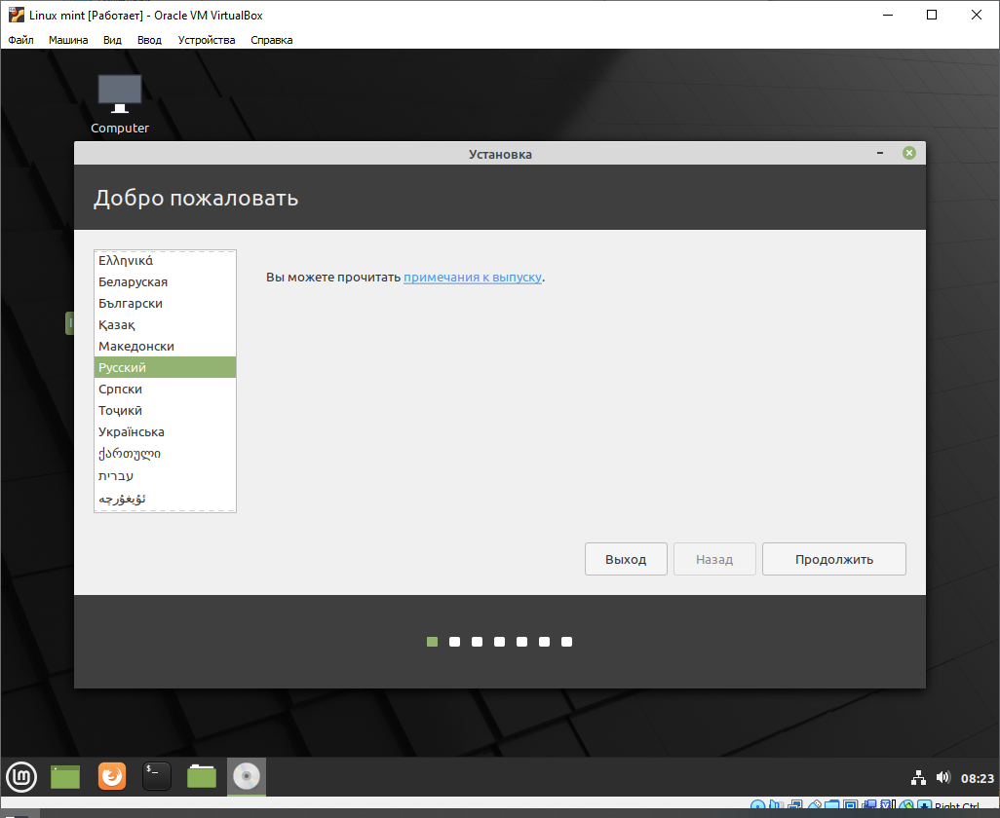 Linux mint [Работает] - Oracle VM VirtualBox
Файл Машина Вид Ввод Устройства Справка
Computer
Установка
Добро пожаловать
Ελληνικά
Беларуская
Български
Қазақ
Македонски
Русский
Српски
Тоҷикӣ
Українська
ქართული
עברית
ئۇيغۇرچە
Вы можете прочитать примечания к выпуску.
Выход Назад Продолжить
$_
08:23
Right Ctrl